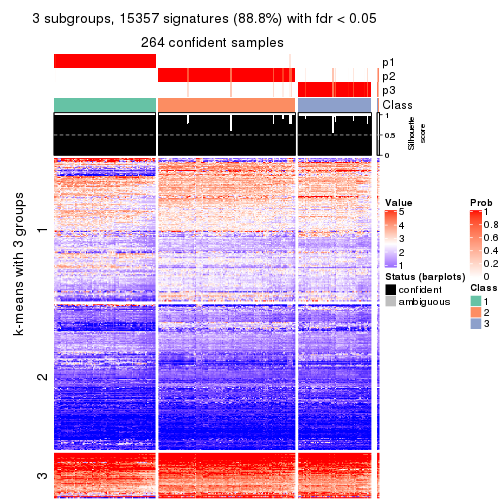 3 subgroups, 15357 signatures (88.8%) with fdr < 0.05
264 confident samples
p1
p2
p3
Class
1
0.5
0
Silhouette
score
k-means with 3 groups
1
2
3
Value
5
4
3
2
1
Status (barplots)
confident
ambiguous
Prob
1
0.8
0.6
0.4
0.2
0
Class
1
2
3